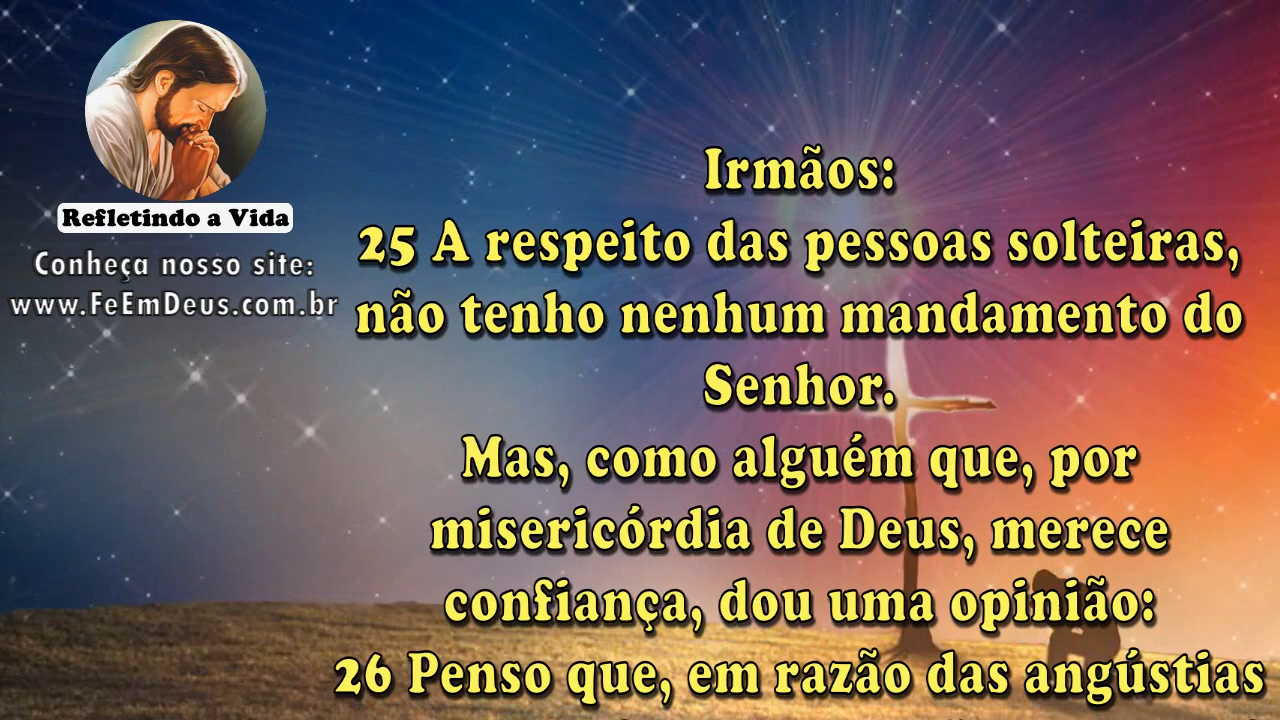 Refletindo a Vida
Conheça nosso site:
www.FeEmDeus.com.br
Irmãos:
25 A respeito das pessoas solteiras,
não tenho nenhum mandamento do
Senhor.
Mas, como alguém que, por
misericórdia de Deus, merece
confiança, dou uma opinião:
26 Penso que, em razão das angústias